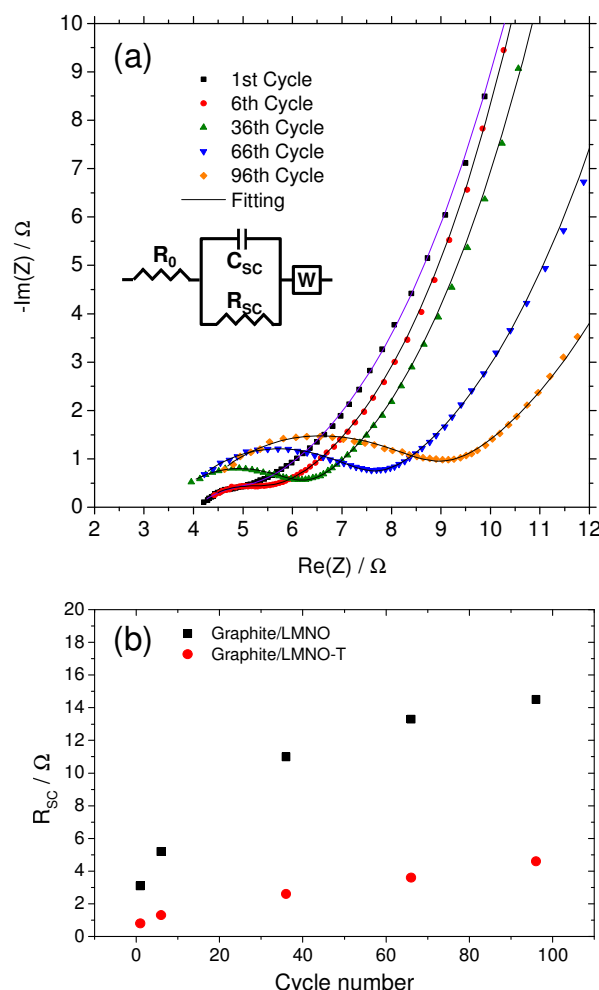 (a)
1st Cycle
6th Cycle
36th Cycle
66th Cycle
96th Cycle
Fitting
R0
CSC
RSC
W
-Im(Z) / Ω
10
9
8
7
6
5
4
3
2
1
0
2 3 4 5 6 7 8 9 10 11 12
Re(Z) / Ω
(b)
Graphite/LMNO
Graphite/LMNO-T
RSC / Ω
20
18
16
14
12
10
8
6
4
2
0
0 20 40 60 80 100
Cycle number